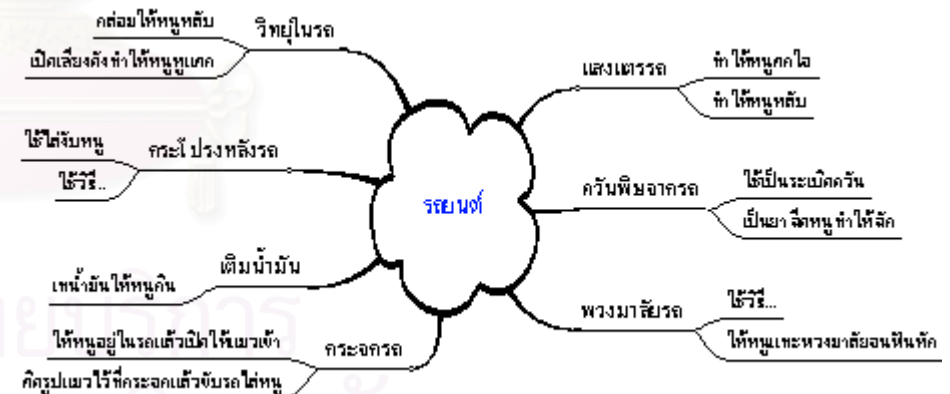 กล่อมให้หนูหลับ
วิทยุในรถ
เปิดเสียงดังทำให้หนูหูแตก
แสงแตรรถ
ทำให้หนูตกใจ
ทำให้หนูหลับ
ใช้ใส่จับหนู
กระโปรงหลังรถ
ใช้วิธี...
รถยนต์
ควันพิษจากรถ
ใช้เป็นระเบิดควัน
เป็นยาฉีดหนูทำให้ชัก
เติมน้ำมัน
เทน้ำมันให้หนูกิน
พวงมาลัยรถ
ใช้วิธี...
ให้หนูแทะพวงมาลัยจนฟันหัก
ให้หนูอยู่ในรถแล้วเปิดให้แมวเข้า
กระจกรถ
ติดรูปแมวไว้ที่กระจกแล้วขับรถใส่หนู